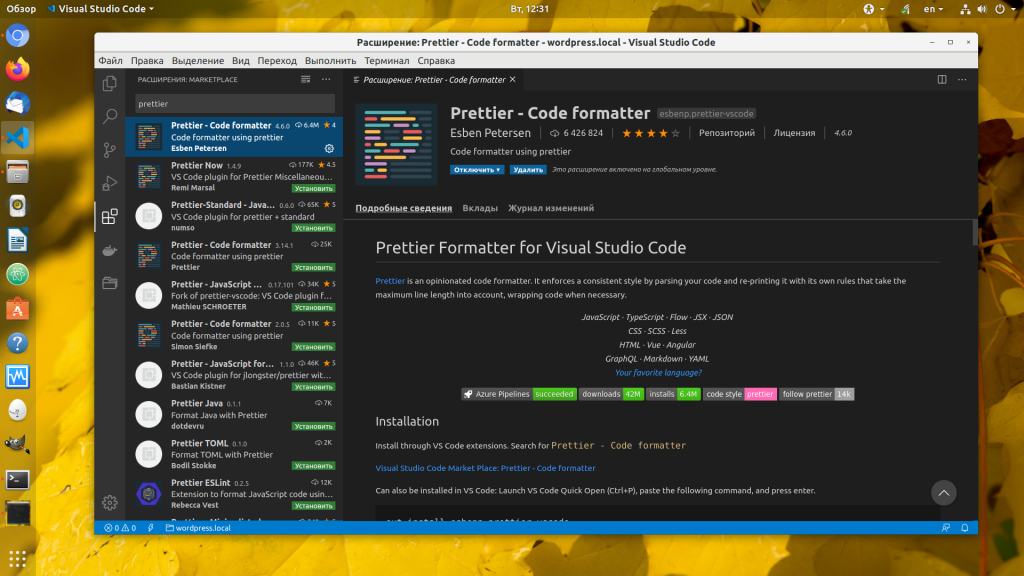 Обзор
Visual Studio Code
Вт, 12:31
en
Расширение: Prettier - Code formatter - wordpress.local - Visual Studio Code
Файл Правка Выделение Вид Переход Выполнить Терминал Справка
РАСШИРЕНИЯ: MARKETPLACE
prettier
Prettier - Code formatter 4.6.0 6.4M ★ 4
Code formatter using prettier
Esben Petersen
Prettier Now 1.4.9 177K ★ 4.5
VS Code plugin for Prettier Miscellaneou...
Remi Marsal
Установить
Prettier-Standard - Java... 0.6.0 65K ★ 5
VS Code plugin for prettier + standard
numso
Установить
Prettier - Code formatter 3.14.1 25K
Code formatter using prettier
Prettier
Установить
Prettier - JavaScript ... 0.17.101 34K ★ 5
Fork of prettier-vscode: VS Code plugin f...
Mathieu SCHROETER
Установить
Prettier - Code formatter 2.0.5 11K ★ 5
Code formatter using prettier
Simon Siefke
Установить
Prettier - JavaScript for... 1.1.0 46K ★ 5
VS Code plugin for jlongster/prettier wit...
Bastian Kistner
Установить
Prettier Java 0.1.1 7K
Format Java with Prettier
dotdevru
Установить
Prettier TOML 0.1.0 2K
Format TOML with Prettier
Bodil Stokke
Установить
Prettier ESLint 0.2.5 12K
Extension to format JavaScript code usin...
Rebecca Vest
Установить
Расширение: Prettier - Code formatter
Prettier - Code formatter esbenp.prettier-vscode
Esben Petersen 6 426 824 ★★★★☆ Репозиторий Лицензия 4.6.0
Code formatter using prettier
Отключить Удалить Это расширение включено на глобальном уровне.
Подробные сведения Вклады Журнал изменений
Prettier Formatter for Visual Studio Code
Prettier is an opinionated code formatter. It enforces a consistent style by parsing your code and re-printing it with its own rules that take the
maximum line length into account, wrapping code when necessary.
JavaScript · TypeScript · Flow · JSX · JSON
CSS · SCSS · Less
HTML · Vue · Angular
GraphQL · Markdown · YAML
Your favorite language?
Azure Pipelines succeeded downloads 42M installs 6.4M code style prettier follow prettier 14k
Installation
Install through VS Code extensions. Search for Prettier - Code formatter
Visual Studio Code Market Place: Prettier - Code formatter
Can also be installed in VS Code: Launch VS Code Quick Open (Ctrl+P), paste the following command, and press enter.
0 0 wordpress.local